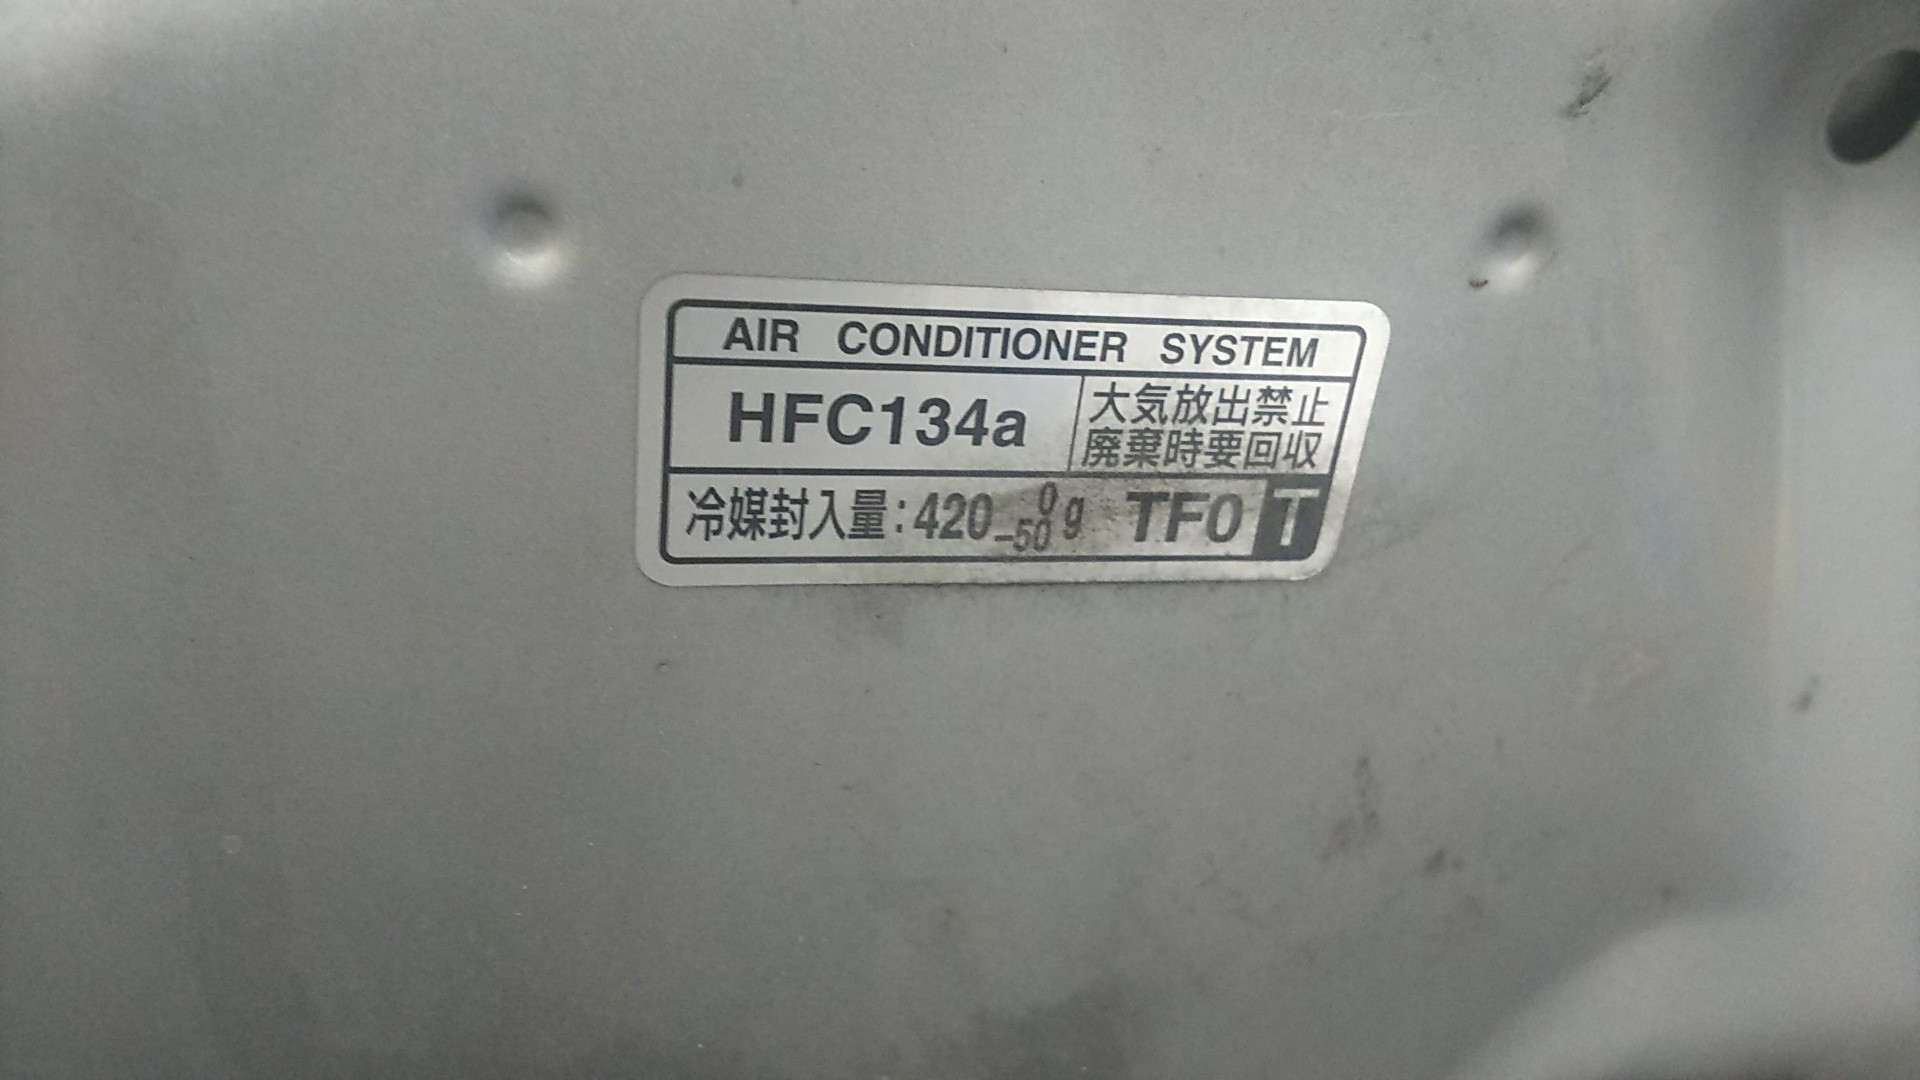 AIR CONDITIONER SYSTEM
HFC134a
大気放出禁止
廃棄時要回収
冷媒封入量:420 0 -50 g TF0 T